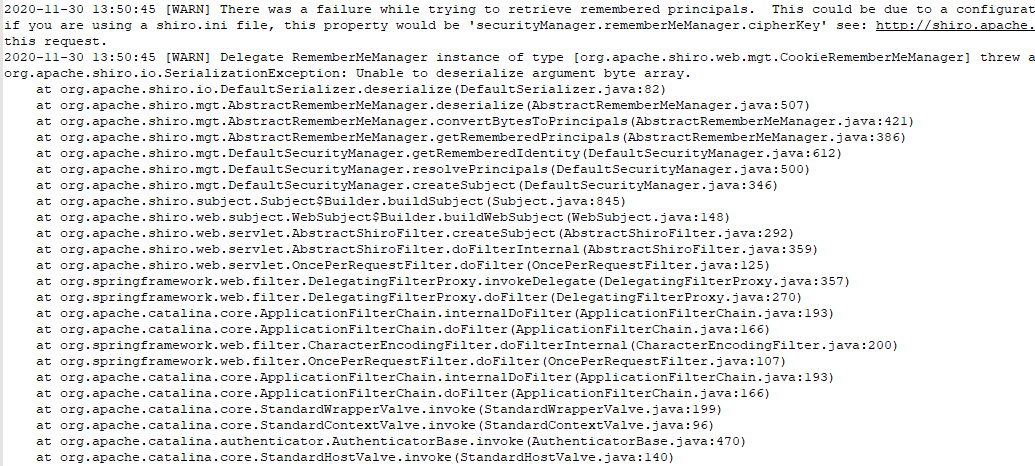 2020-11-30 13:50:45 [WARN] There was a failure while trying to retrieve remembered principals.  This could be due to a configurat
if you are using a shiro.ini file, this property would be 'securityManager.rememberMeManager.cipherKey' see: http://shiro.apache.
this request.
2020-11-30 13:50:45 [WARN] Delegate RememberMeManager instance of type [org.apache.shiro.web.mgt.CookieRememberMeManager] threw a
org.apache.shiro.io.SerializationException: Unable to deserialize argument byte array.
    at org.apache.shiro.io.DefaultSerializer.deserialize(DefaultSerializer.java:82)
    at org.apache.shiro.mgt.AbstractRememberMeManager.deserialize(AbstractRememberMeManager.java:507)
    at org.apache.shiro.mgt.AbstractRememberMeManager.convertBytesToPrincipals(AbstractRememberMeManager.java:421)
    at org.apache.shiro.mgt.AbstractRememberMeManager.getRememberedPrincipals(AbstractRememberMeManager.java:386)
    at org.apache.shiro.mgt.DefaultSecurityManager.getRememberedIdentity(DefaultSecurityManager.java:612)
    at org.apache.shiro.mgt.DefaultSecurityManager.resolvePrincipals(DefaultSecurityManager.java:500)
    at org.apache.shiro.mgt.DefaultSecurityManager.createSubject(DefaultSecurityManager.java:346)
    at org.apache.shiro.subject.Subject$Builder.buildSubject(Subject.java:845)
    at org.apache.shiro.web.subject.WebSubject$Builder.buildWebSubject(WebSubject.java:148)
    at org.apache.shiro.web.servlet.AbstractShiroFilter.createSubject(AbstractShiroFilter.java:292)
    at org.apache.shiro.web.servlet.AbstractShiroFilter.doFilterInternal(AbstractShiroFilter.java:359)
    at org.apache.shiro.web.servlet.OncePerRequestFilter.doFilter(OncePerRequestFilter.java:125)
    at org.springframework.web.filter.DelegatingFilterProxy.invokeDelegate(DelegatingFilterProxy.java:357)
    at org.springframework.web.filter.DelegatingFilterProxy.doFilter(DelegatingFilterProxy.java:270)
    at org.apache.catalina.core.ApplicationFilterChain.internalDoFilter(ApplicationFilterChain.java:193)
    at org.apache.catalina.core.ApplicationFilterChain.doFilter(ApplicationFilterChain.java:166)
    at org.springframework.web.filter.CharacterEncodingFilter.doFilterInternal(CharacterEncodingFilter.java:200)
    at org.springframework.web.filter.OncePerRequestFilter.doFilter(OncePerRequestFilter.java:107)
    at org.apache.catalina.core.ApplicationFilterChain.internalDoFilter(ApplicationFilterChain.java:193)
    at org.apache.catalina.core.ApplicationFilterChain.doFilter(ApplicationFilterChain.java:166)
    at org.apache.catalina.core.StandardWrapperValve.invoke(StandardWrapperValve.java:199)
    at org.apache.catalina.core.StandardContextValve.invoke(StandardContextValve.java:96)
    at org.apache.catalina.authenticator.AuthenticatorBase.invoke(AuthenticatorBase.java:470)
    at org.apache.catalina.core.StandardHostValve.invoke(StandardHostValve.java:140)